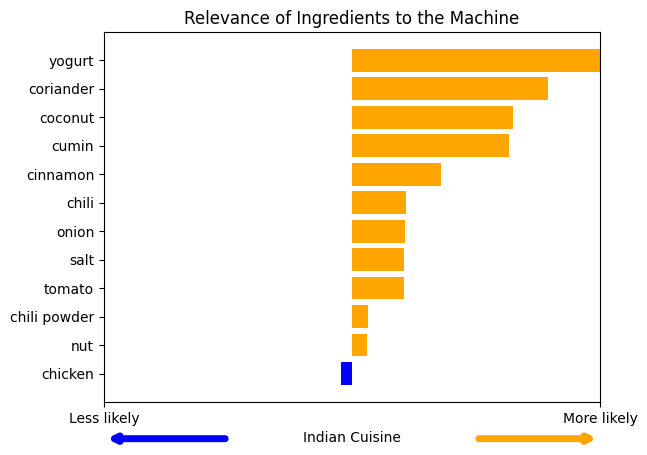 Relevance of Ingredients to the Machine
yogurt
coriander
coconut
cumin
cinnamon
chili
onion
salt
tomato
chili powder
nut
chicken
Less likely More likely
Indian Cuisine